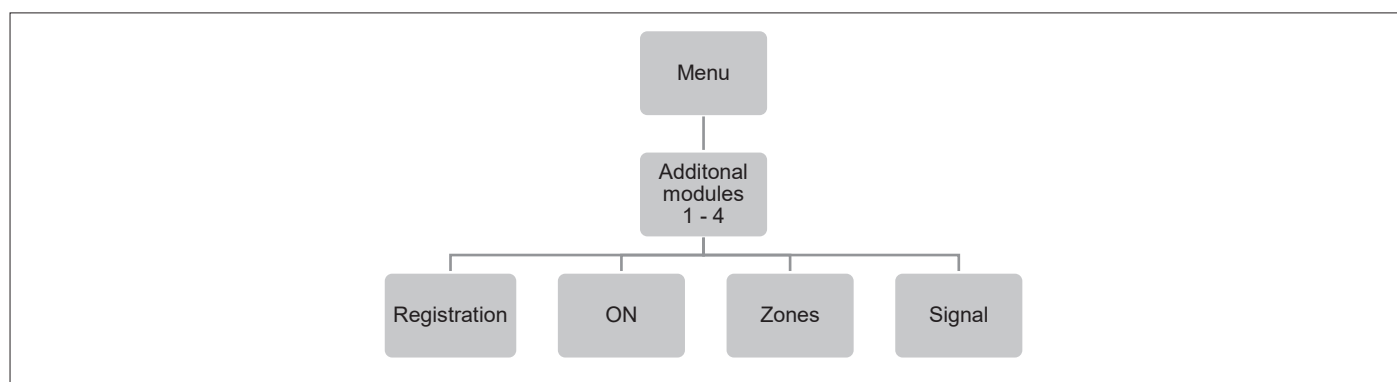 Menu
Additonal
modules
1 - 4
Registration
ON
Zones
Signal